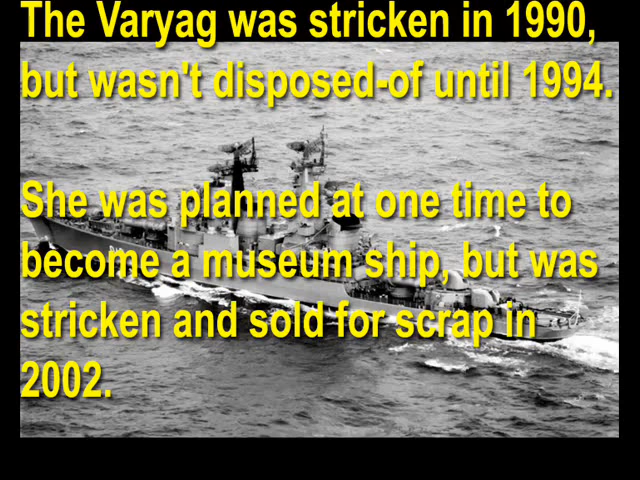 The Varyag was stricken in 1990,
but wasn't disposed-of until 1994.
She was planned at one time to
become a museum ship, but was
stricken and sold for scrap in
2002.